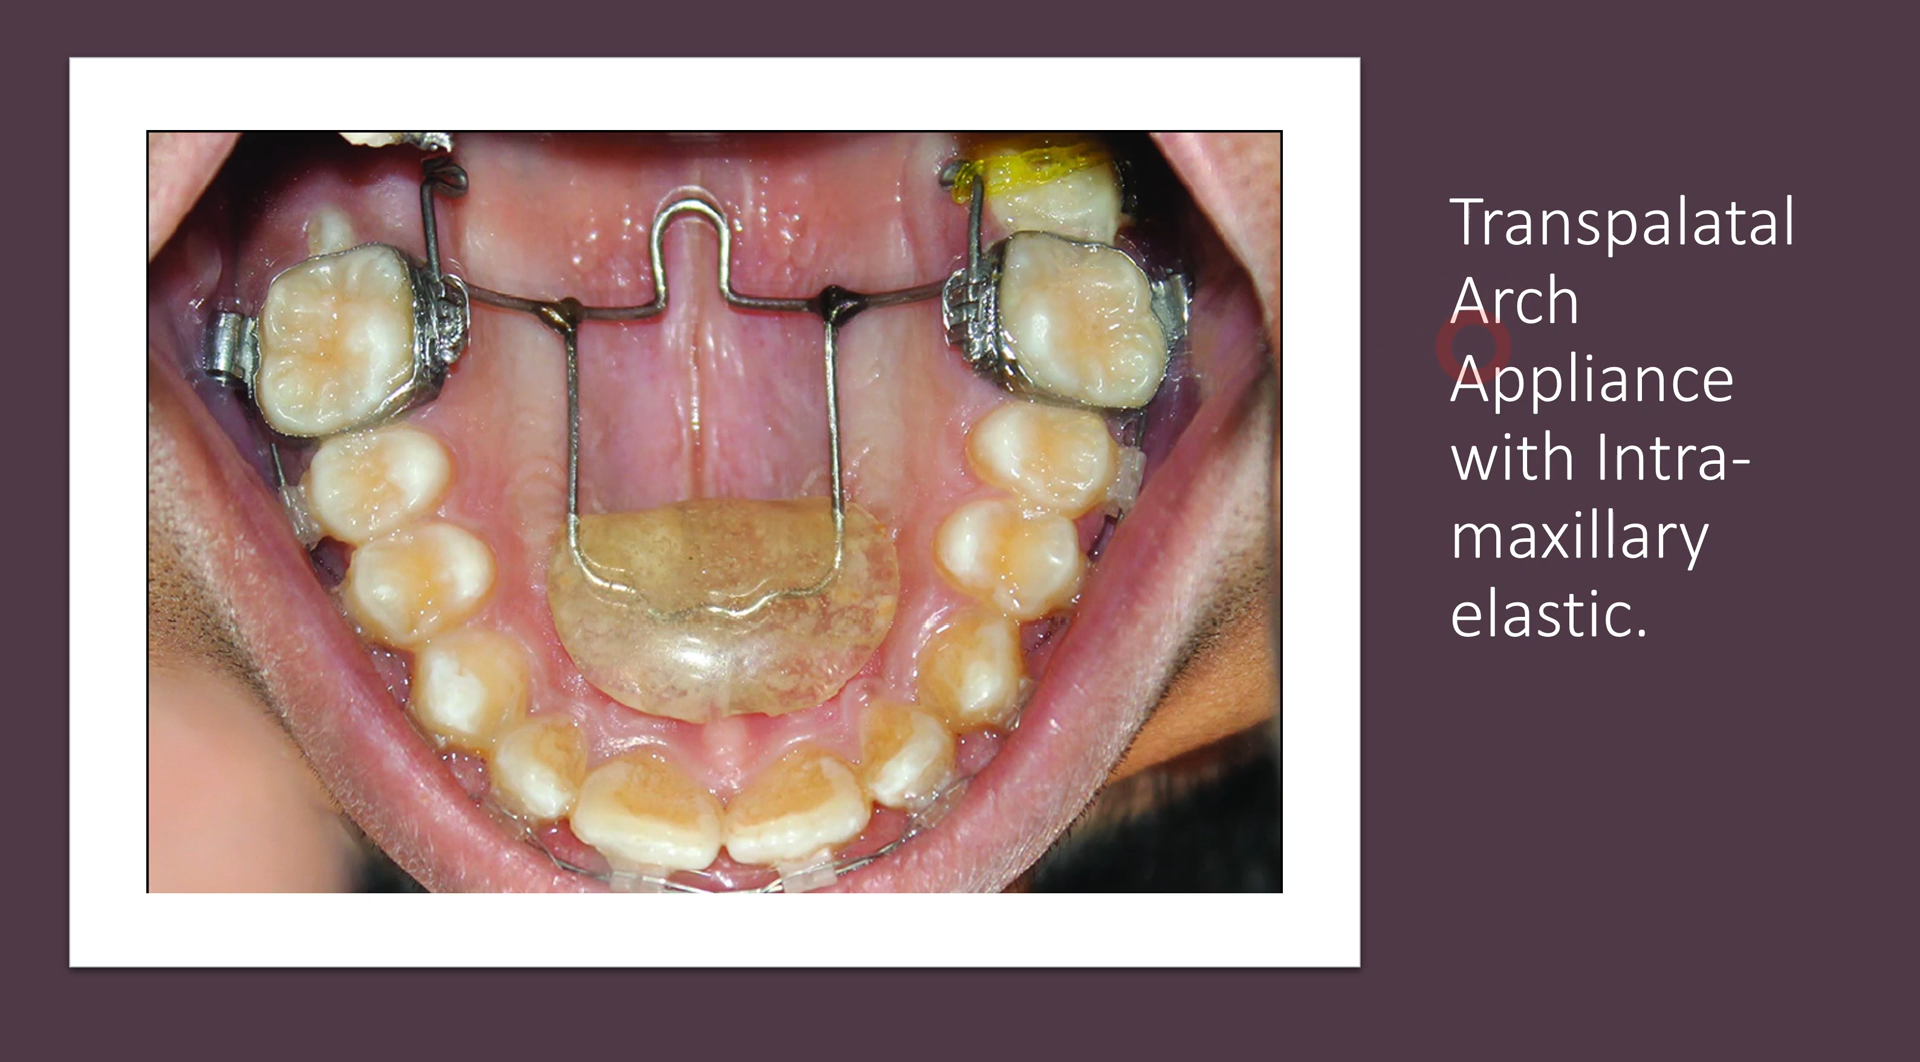 Transpalatal
Arch
Appliance
with Intra-
maxillary
elastic.